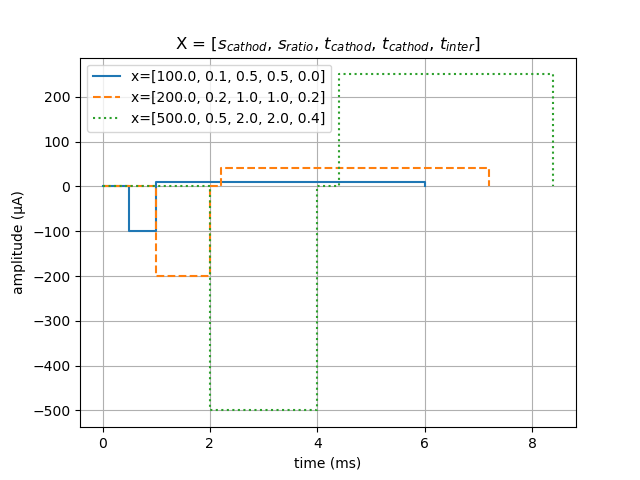 X = [s_cathod, s_ratio, t_cathod, t_cathod, t_inter]
x=[100.0, 0.1, 0.5, 0.5, 0.0]
x=[200.0, 0.2, 1.0, 1.0, 0.2]
x=[500.0, 0.5, 2.0, 2.0, 0.4]
amplitude (μA)
200
100
0
−100
−200
−300
−400
−500
0 2 4 6 8
time (ms)